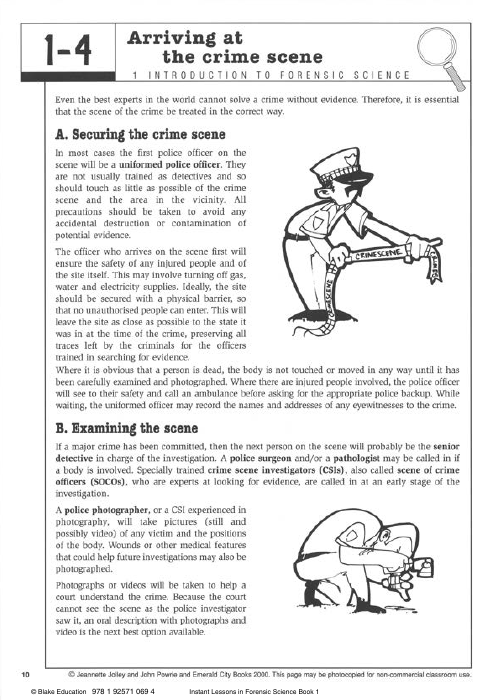 1-4
Arriving at
the crime scene
1 INTRODUCTION TO FORENSIC SCIENCE
Even the best experts in the world cannot solve a crime without evidence. Therefore, it is essential
that the scene of the crime be treated in the correct way.
A. Securing the crime scene
In most cases the first police officer on the
scene will be a uniformed police officer. They
are not usually trained as detectives and so
should touch as little as possible of the crime
scene and the area in the vicinity. All
precautions should be taken to avoid any
accidental destruction or contamination of
potential evidence.
The officer who arrives on the scene first will
ensure the safety of any injured people and of
the site itself. This may involve turning off gas,
water and electricity supplies. Ideally, the site
should be secured with a physical barrier, so
that no unauthorised people can enter. This will
leave the site as close as possible to the state it
was in at the time of the crime, preserving all
traces left by the criminals for the officers
trained in searching for evidence.
CRIMESCENE
CRIMESCENE
Where it is obvious that a person is dead, the body is not touched or moved in any way until it has
been carefully examined and photographed. Where there are injured people involved, the police officer
will see to their safety and call an ambulance before asking for the appropriate police backup. While
waiting, the uniformed officer may record the names and addresses of any eyewitnesses to the crime.
B. Examining the scene
If a major crime has been committed, then the next person on the scene will probably be the senior
detective in charge of the investigation. A police surgeon and/or a pathologist may be called in if
a body is involved. Specially trained crime scene investigators (CSIs), also called scene of crime
officers (SOCOs), who are experts at looking for evidence, are called in at an early stage of the
investigation.
A police photographer, or a CSI experienced in
photography, will take pictures (still and
possibly video) of any victim and the positions
of the body. Wounds or other medical features
that could help future investigations may also be
photographed.
Photographs or videos will be taken to help a
court understand the crime. Because the court
cannot see the scene as the police investigator
saw it, an oral description with photographs and
video is the next best option available.
10
© Jeannette Jolley and John Powrie and Emerald City Books 2000. This page may be photocopied for non-commercial classroom use.
© Blake Education 978 1 92571 069 4 Instant Lessons in Forensic Science Book 1